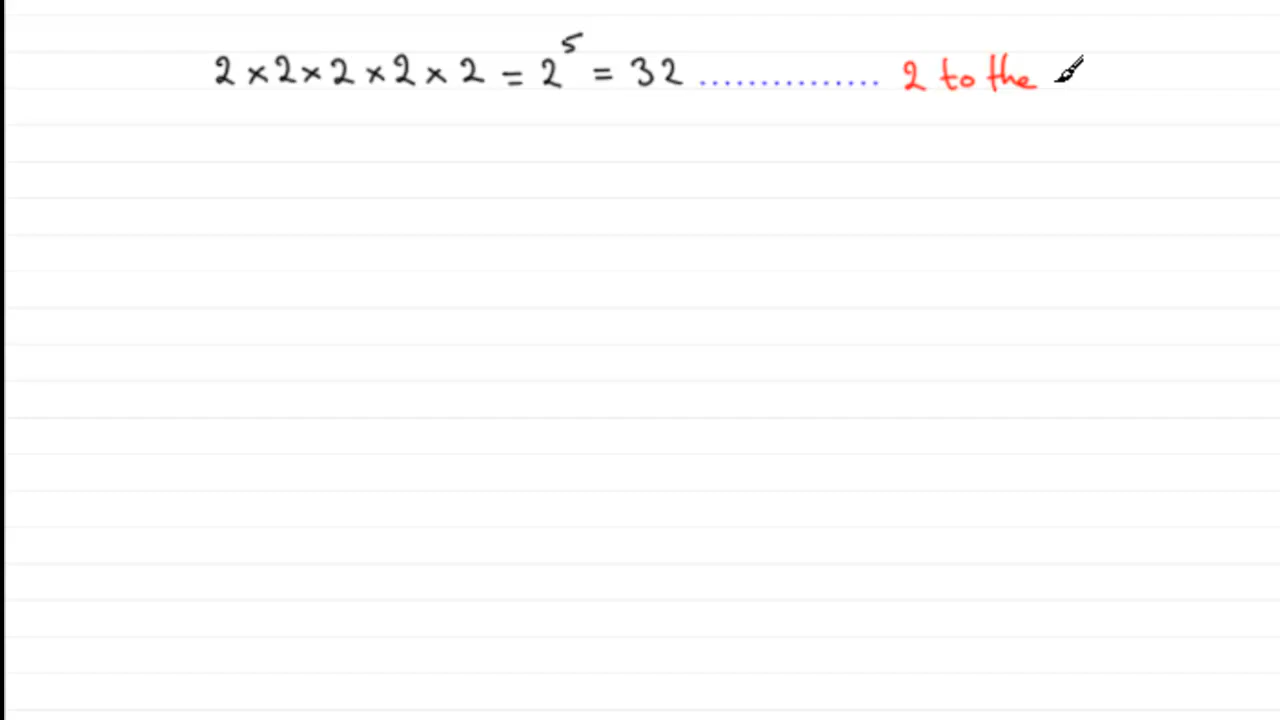 2 × 2 × 2 × 2 × 2 = 2⁵ = 32 ............... 2 to the